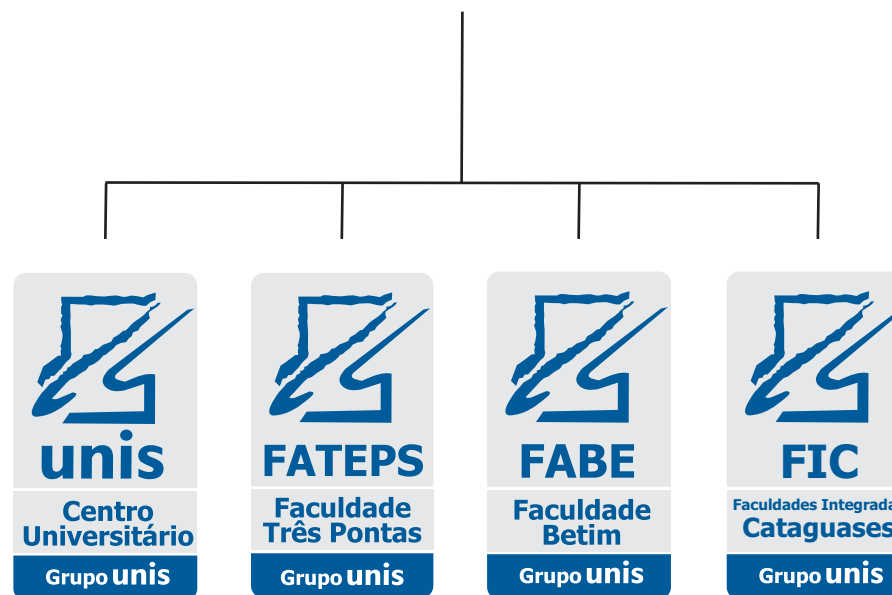 unis
Centro
Universitário
Grupo unis
FATEPS
Faculdade
Três Pontas
Grupo unis
FABE
Faculdade
Betim
Grupo unis
FIC
Faculdades Integrada
Cataguases
Grupo unis